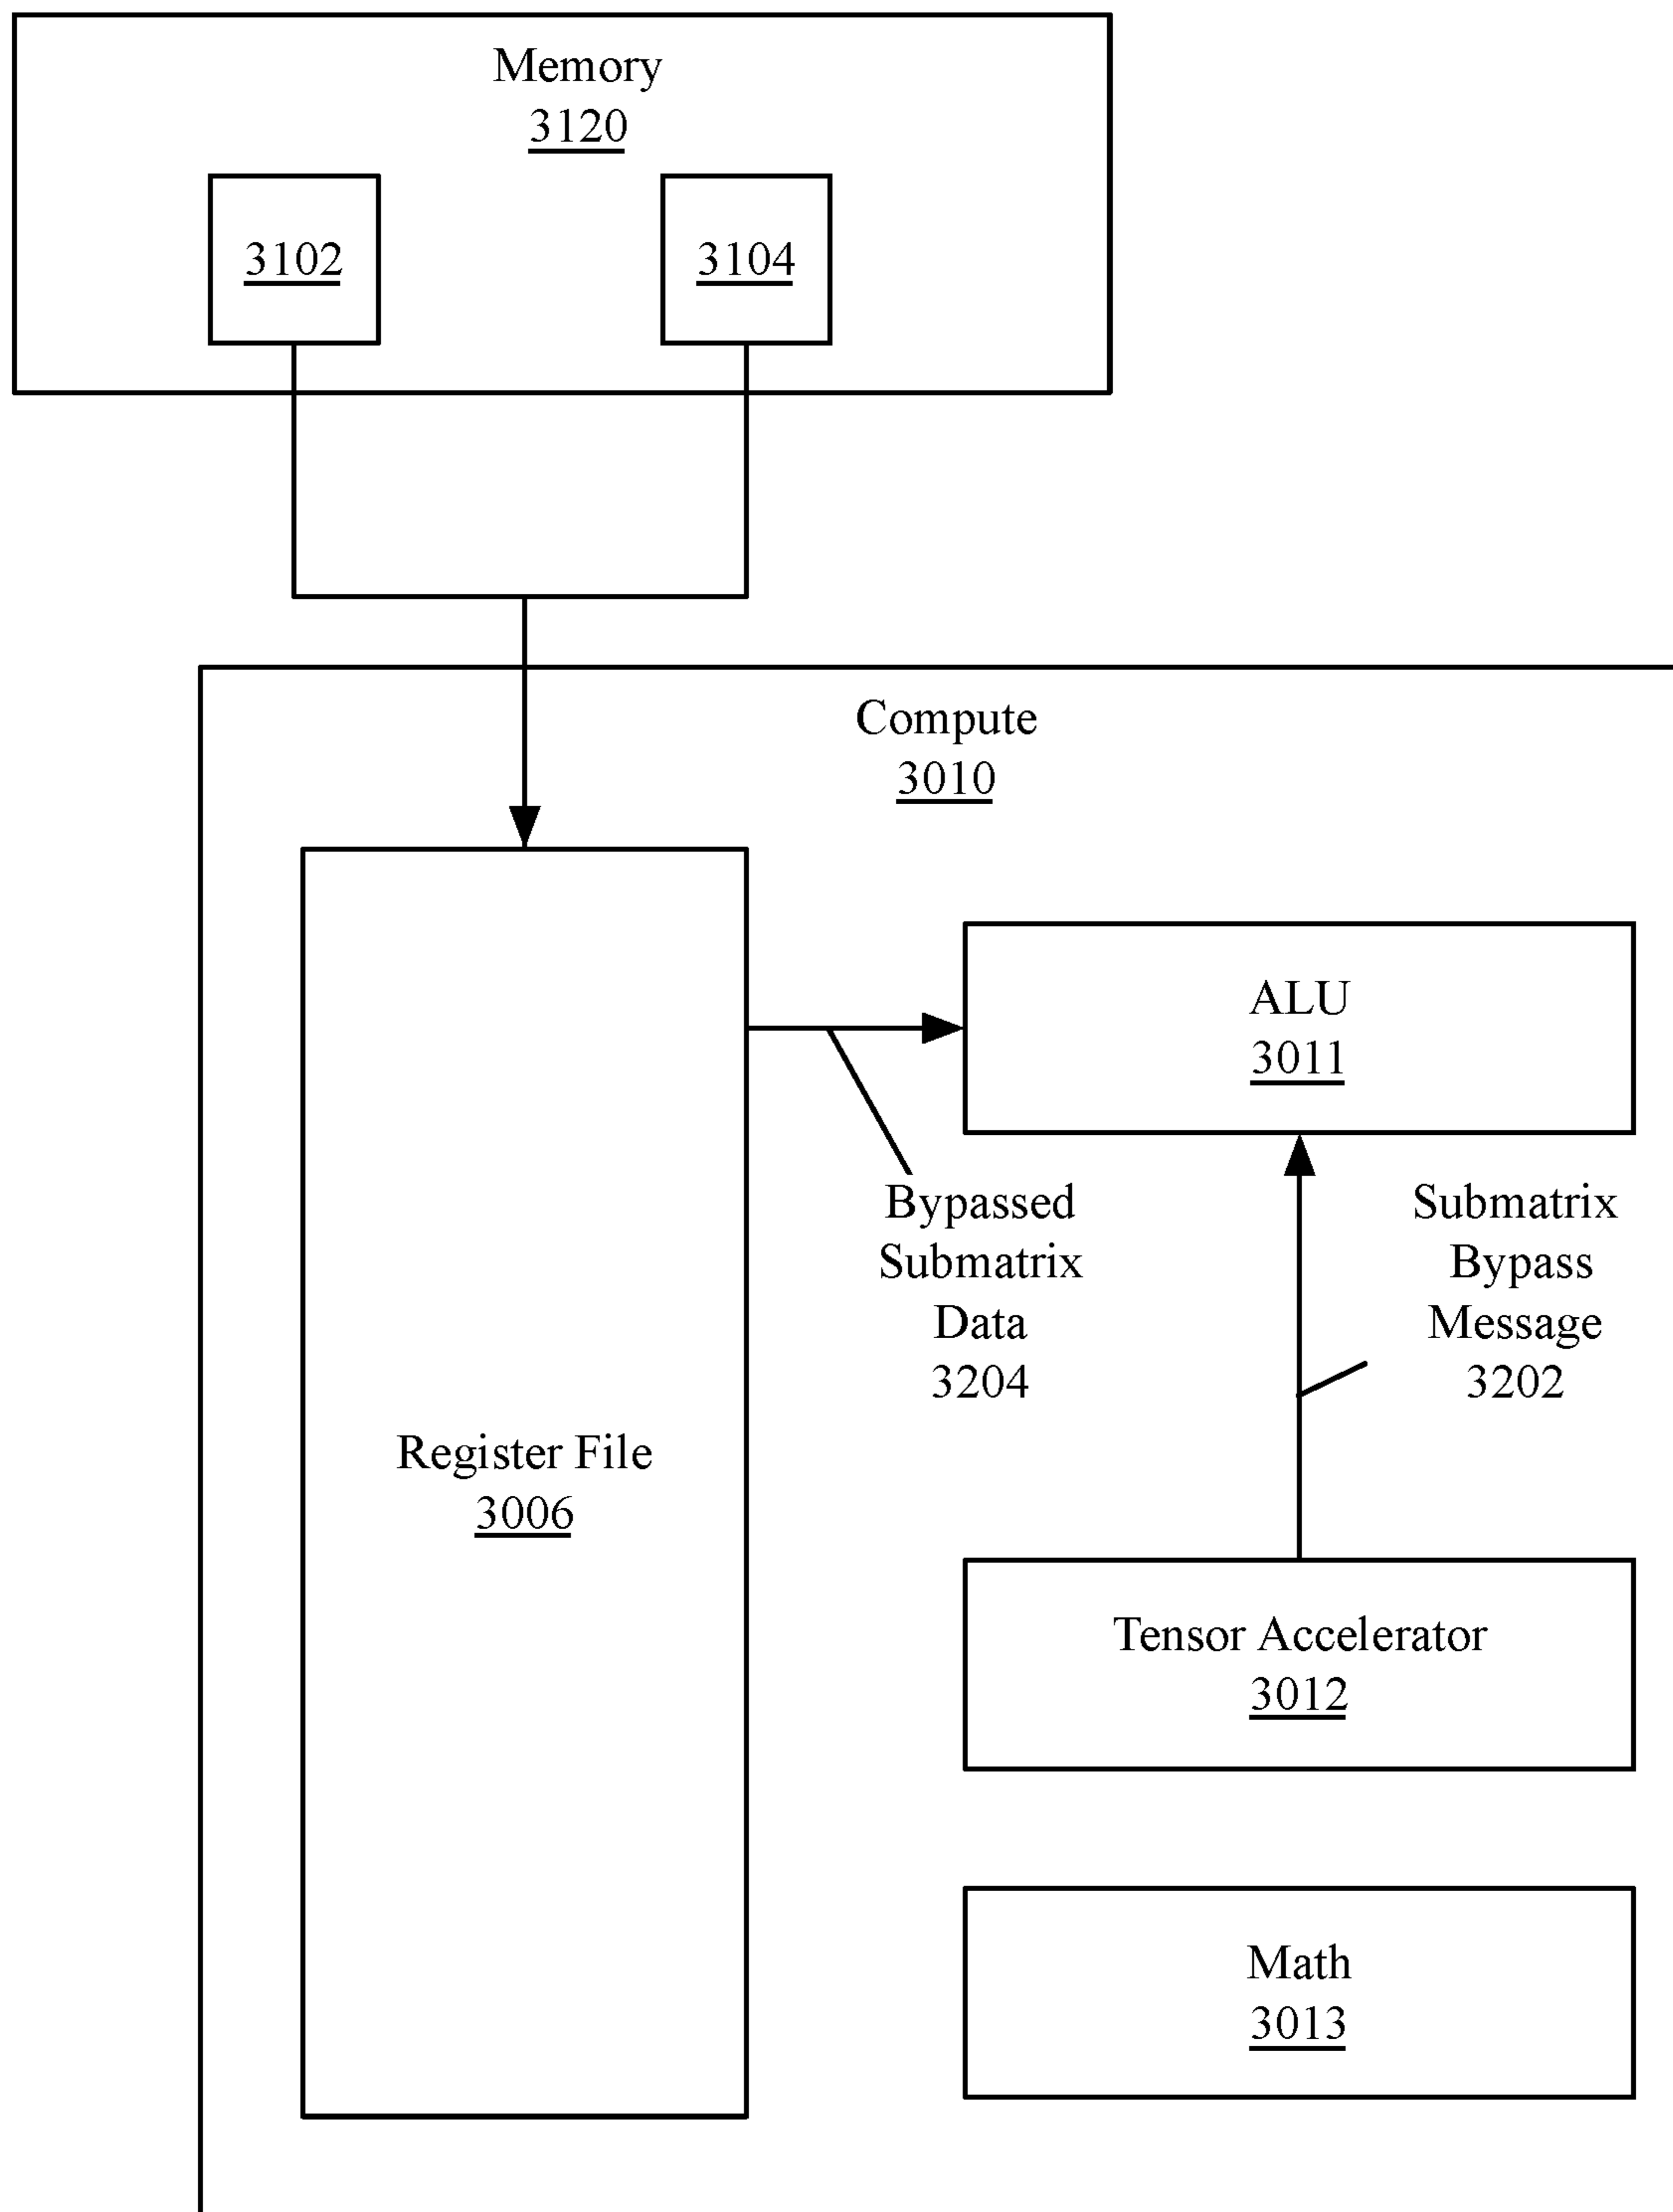 Memory
3120
3102
3104
Compute
3010
ALU
3011
Bypassed
Submatrix
Data
3204
Submatrix
Bypass
Message
3202
Register File
3006
Tensor Accelerator
3012
Math
3013